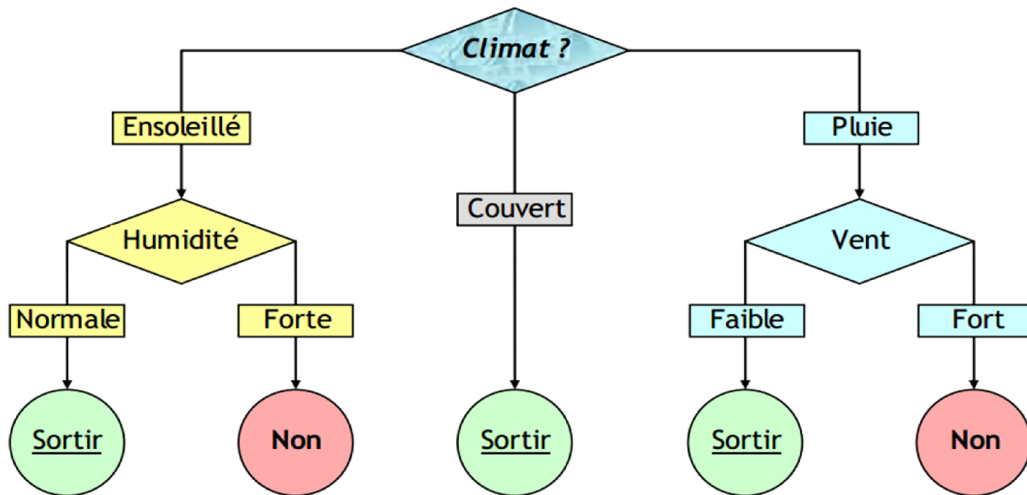 Climat ?
Ensoleillé
Pluie
Couvert
Humidité
Vent
Normale
Forte
Faible
Fort
Sortir
Non
Sortir
Sortir
Non